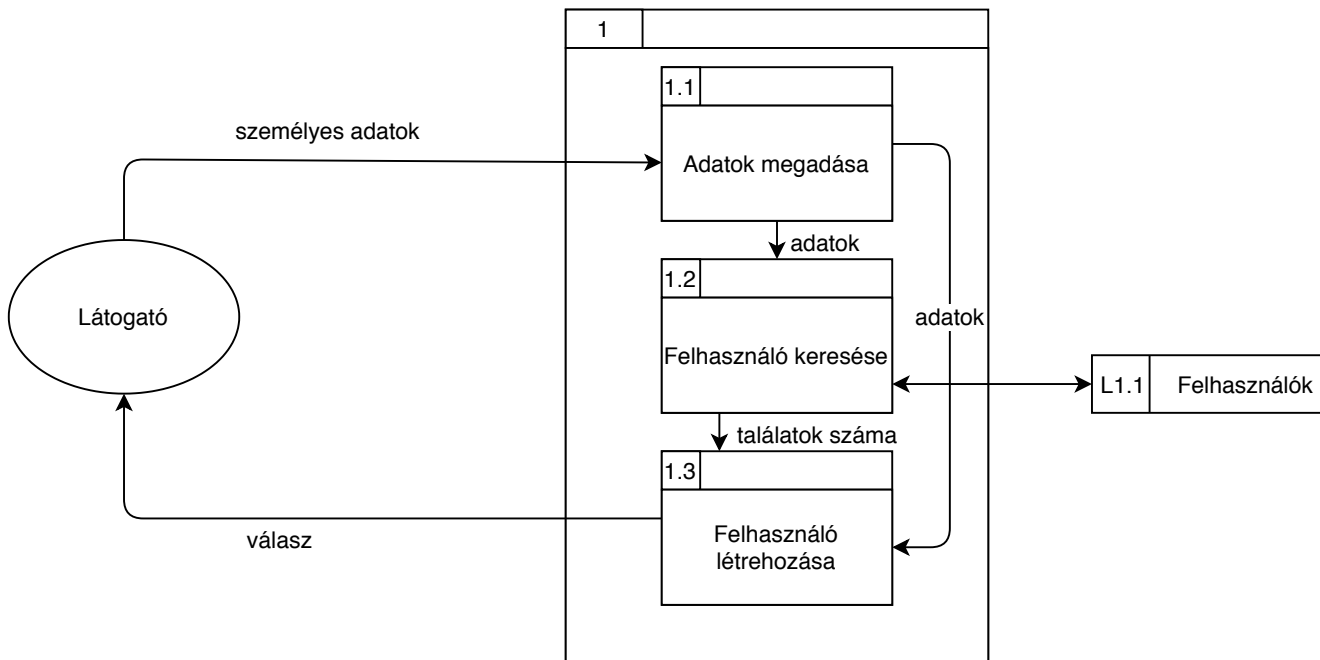 1
1.1
személyes adatok
Adatok megadása
adatok
1.2
Látogató
adatok
Felhasználó keresése
L1.1
Felhasználók
találatok száma
1.3
válasz
Felhasználó
létrehozása